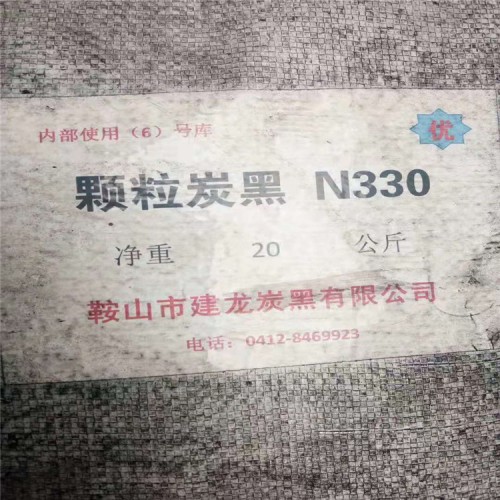 优
内部使用（6）号库
颗粒炭黑 N330
净重 20 公斤
鞍山市建龙炭黑有限公司
电话：0412-8469923